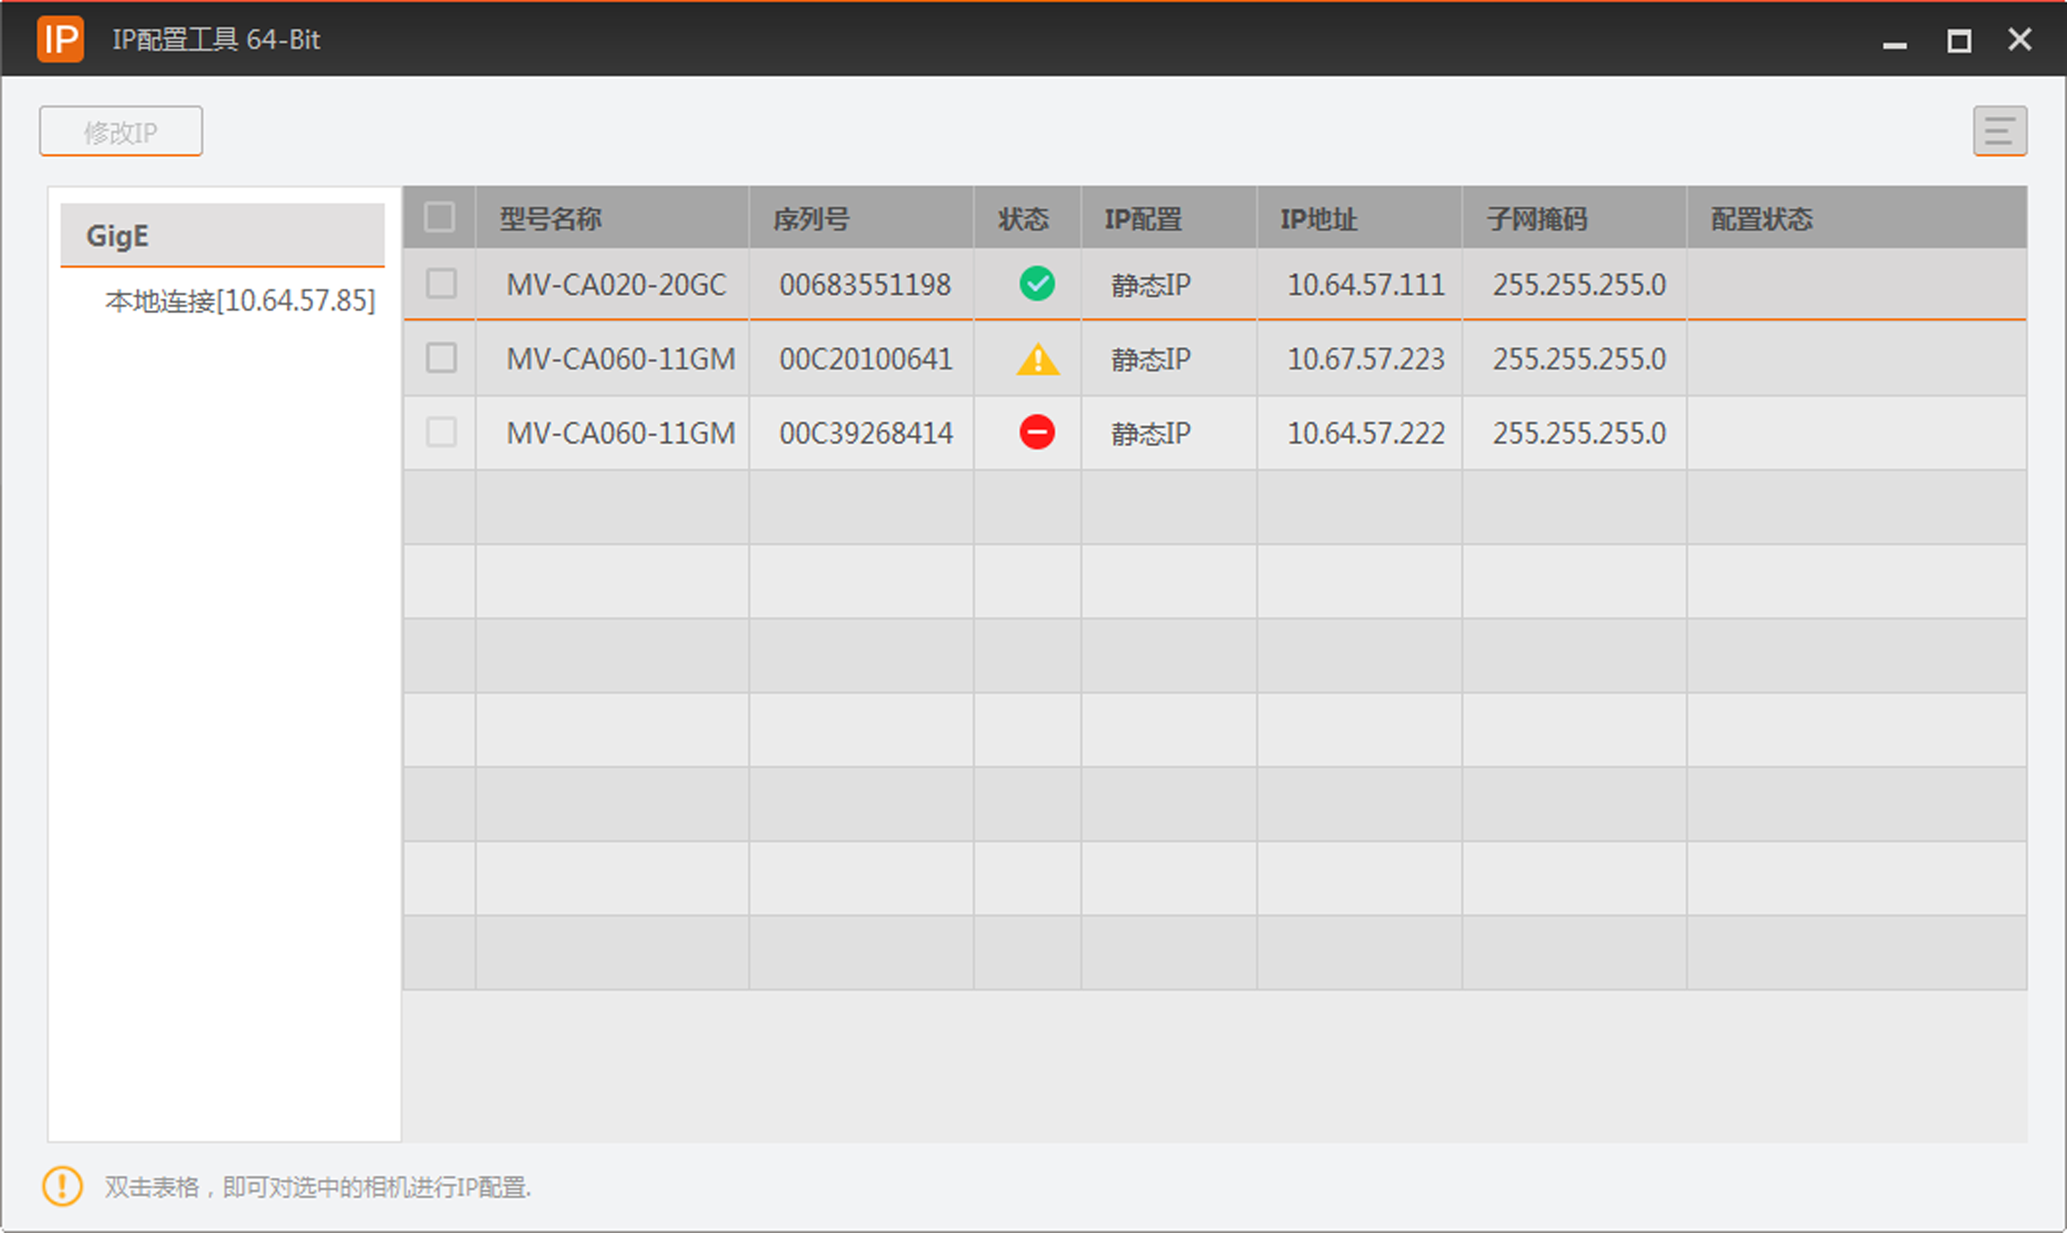 IP IP配置工具 64-Bit
修改IP
GigE
本地连接[10.64.57.85]
型号名称 序列号 状态 IP配置 IP地址 子网掩码 配置状态
MV-CA020-20GC 00683551198 静态IP 10.64.57.111 255.255.255.0
MV-CA060-11GM 00C20100641 静态IP 10.67.57.223 255.255.255.0
MV-CA060-11GM 00C39268414 静态IP 10.64.57.222 255.255.255.0
双击表格，即可对选中的相机进行IP配置.